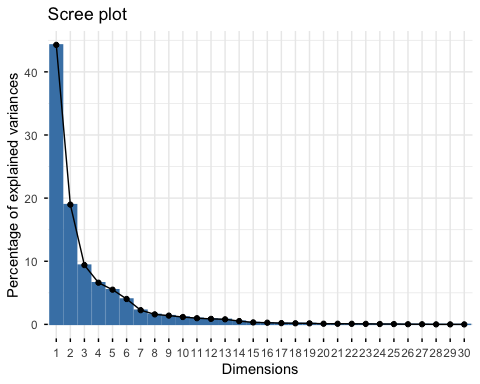 Scree plot
Percentage of explained variances
40
30
20
10
0
1 2 3 4 5 6 7 8 9 10 11 12 13 14 15 16 17 18 19 20 21 22 23 24 25 26 27 28 29 30
Dimensions